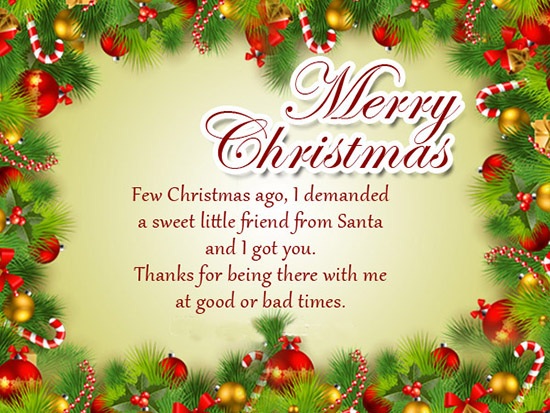 Merry
Christmas
Few Christmas ago, I demanded
a sweet little friend from Santa
and I got you.
Thanks for being there with me
at good or bad times.